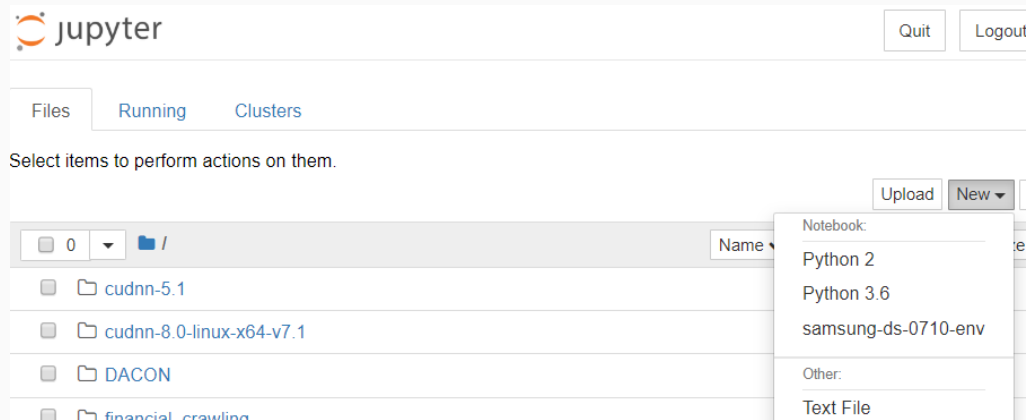 jupyter
Quit Logout
Files Running Clusters
Select items to perform actions on them.
Upload New
0 / Name
Notebook:
cudnn-5.1
Python 2
Python 3.6
cudnn-8.0-linux-x64-v7.1
samsung-ds-0710-env
DACON
Other:
financial_crawling
Text File